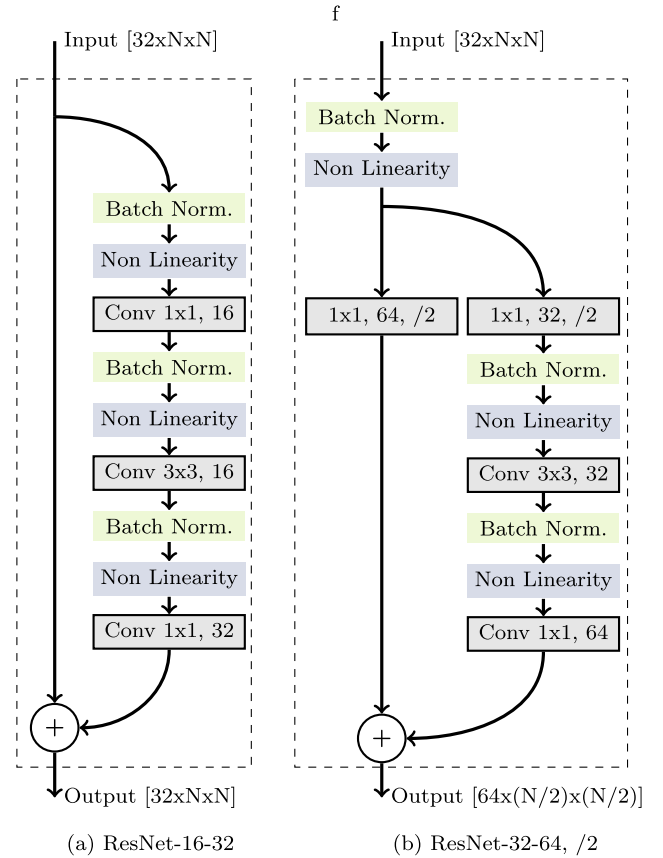 f
Input [32xNxN]
Batch Norm.
Non Linearity
Conv 1x1, 16
Batch Norm.
Non Linearity
Conv 3x3, 16
Batch Norm.
Non Linearity
Conv 1x1, 32
+
Output [32xNxN]
(a) ResNet-16-32
Input [32xNxN]
Batch Norm.
Non Linearity
1x1, 64, /2
1x1, 32, /2
Batch Norm.
Non Linearity
Conv 3x3, 32
Batch Norm.
Non Linearity
Conv 1x1, 64
+
Output [64x(N/2)x(N/2)]
(b) ResNet-32-64, /2